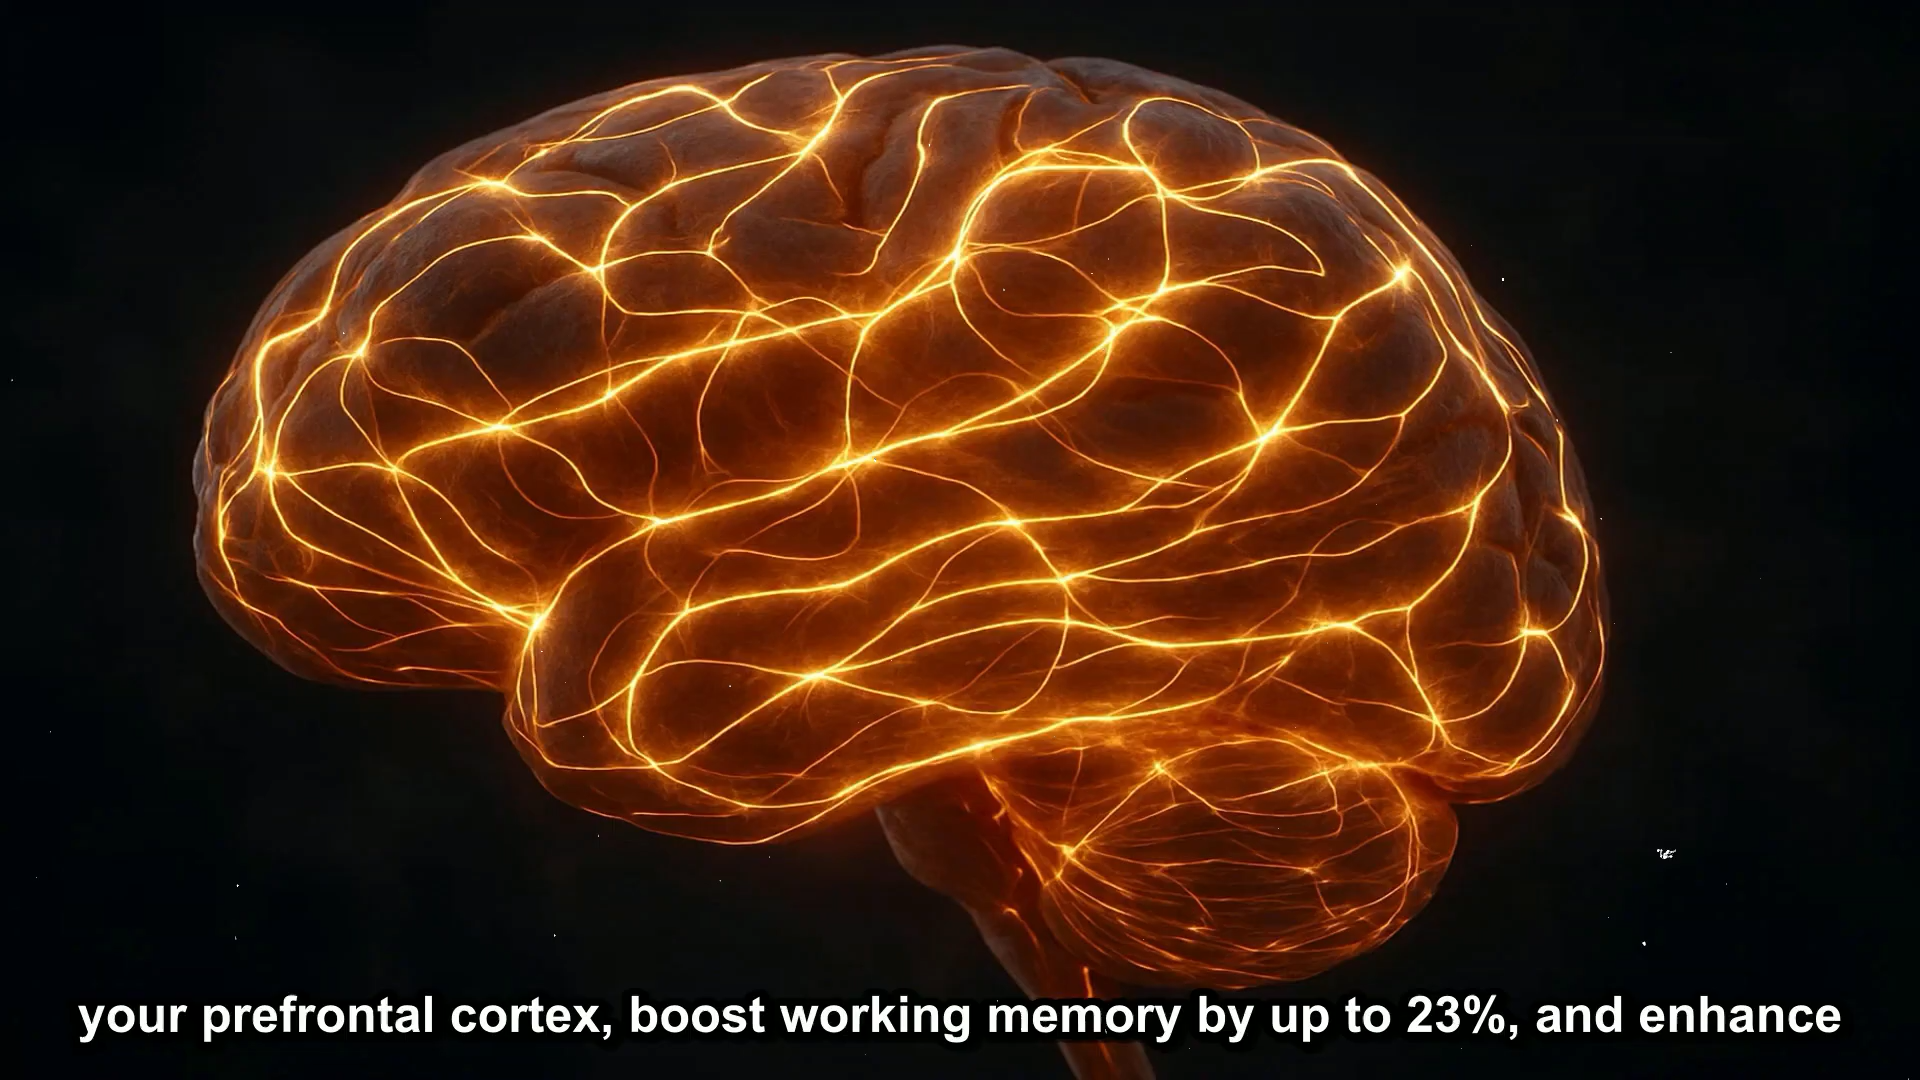 your prefrontal cortex, boost working memory by up to 23%, and enhance